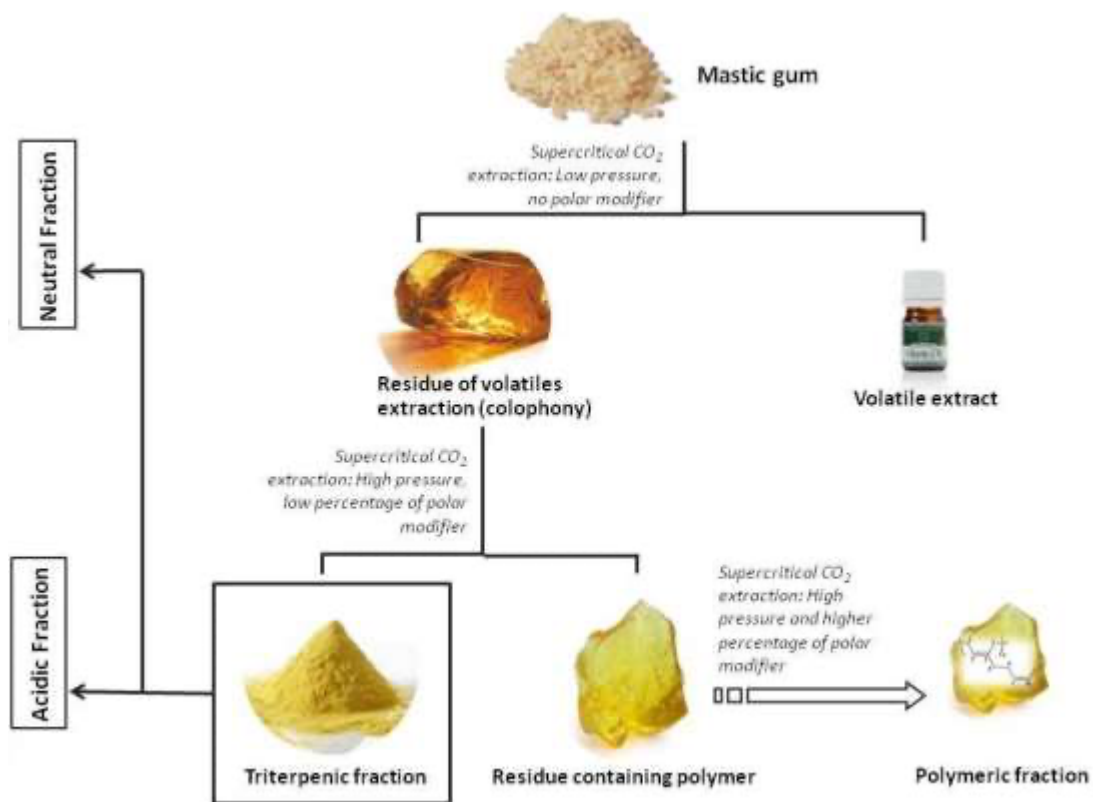 Mastic gum
Supercritical CO₂
extraction: Low pressure,
no polar modifier
Neutral Fraction
Residue of volatiles
extraction (colophony)
Volatile extract
Supercritical CO₂
extraction: High pressure,
low percentage of polar
modifier
Acidic Fraction
Supercritical CO₂
extraction: High
pressure and higher
percentage of polar
modifier
Triterpenic fraction
Residue containing polymer
Polymeric fraction